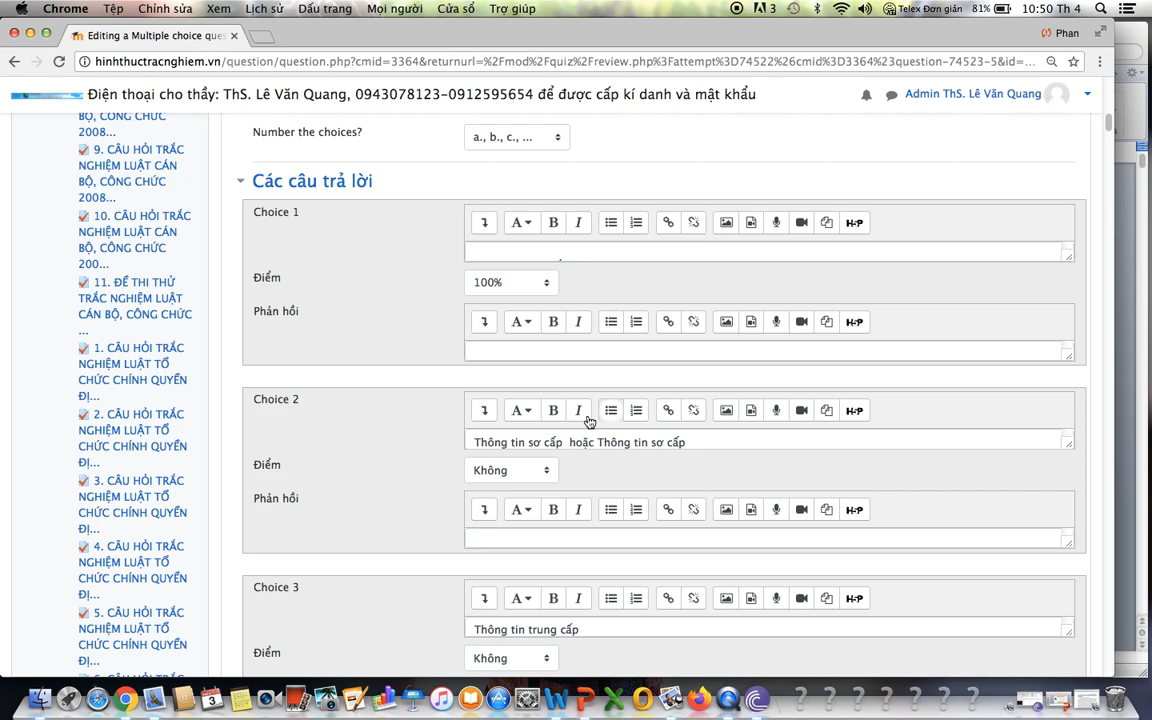 Chrome Tệp Chỉnh sửa Xem Lịch sử Dấu trang Mọi người Cửa sổ Trợ giúp 3 Telex Đơn giản 81% 10:50 Th 4
Editing a Multiple choice ques Phan
hinhthuctracnghiem.vn/question/question.php?cmid=3364&returnurl=%2Fmod%2Fquiz%2Freview.php%3Fattempt%3D74522%26cmid%3D3364%23question-74523-5&id=...
Điện thoại cho thầy: ThS. Lê Văn Quang, 0943078123-0912595654 để được cấp kí danh và mật khẩu
Admin ThS. Lê Văn Quang
BỘ, CÔNG CHỨC
2008...
9. CÂU HỎI TRẮC
NGHIỆM LUẬT CÁN
BỘ, CÔNG CHỨC
2008...
10. CÂU HỎI TRẮC
NGHIỆM LUẬT CÁN
BỘ, CÔNG CHỨC
200...
11. ĐỀ THI THỬ
TRẮC NGHIỆM LUẬT
CÁN BỘ, CÔNG CHỨC
...
1. CÂU HỎI TRẮC
NGHIỆM LUẬT TỔ
CHỨC CHÍNH QUYỀN
ĐỊ...
2. CÂU HỎI TRẮC
NGHIỆM LUẬT TỔ
CHỨC CHÍNH QUYỀN
ĐỊ...
3. CÂU HỎI TRẮC
NGHIỆM LUẬT TỔ
CHỨC CHÍNH QUYỀN
ĐỊ...
4. CÂU HỎI TRẮC
NGHIỆM LUẬT TỔ
CHỨC CHÍNH QUYỀN
ĐỊ...
5. CÂU HỎI TRẮC
NGHIỆM LUẬT TỔ
CHỨC CHÍNH QUYỀN
ĐỊ...
Number the choices? a., b., c., ...
Các câu trả lời
Choice 1
A B I H-P
Điểm 100%
Phản hồi
A B I H-P
Choice 2
A B I H-P
Thông tin sơ cấp hoặc Thông tin sơ cấp
Điểm Không
Phản hồi
A B I H-P
Choice 3
A B I H-P
Thông tin trung cấp
Điểm Không